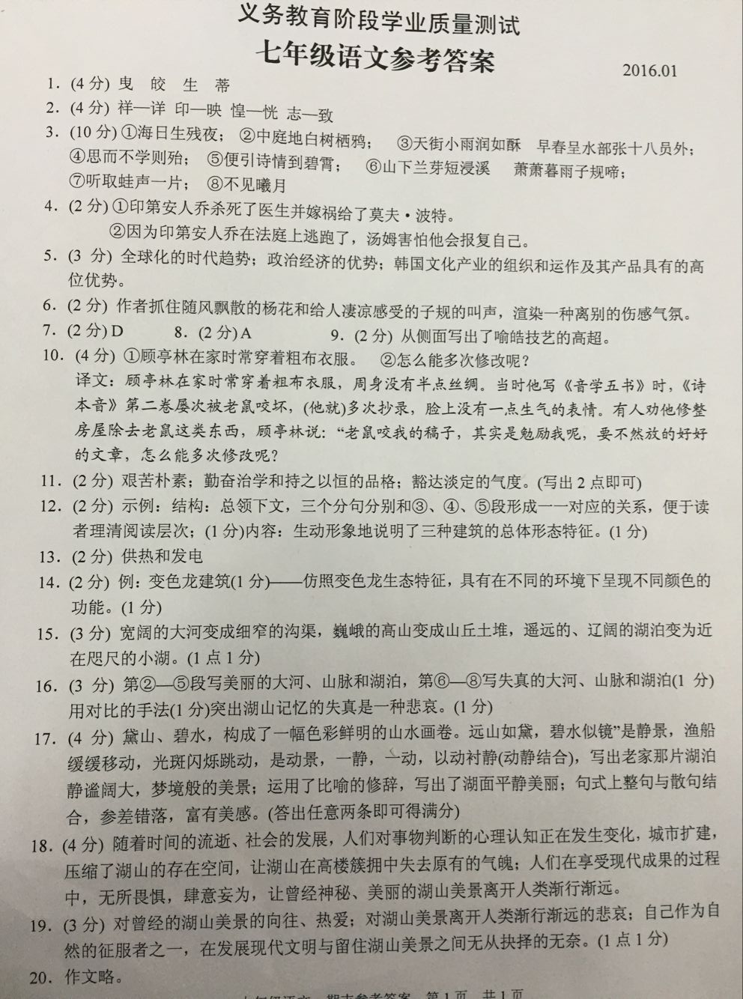 义务教育阶段学业质量测试
七年级语文参考答案
2016.01
1．(4 分) 曳 皎 生 蒂
2．(4 分) 祥—详 印—映 惶—恍 志—致
3．(10 分) ①海日生残夜； ②中庭地白树栖鸦； ③天街小雨润如酥 早春呈水部张十八员外；
④思而不学则殆； ⑤便引诗情到碧霄； ⑥山下兰芽短浸溪 萧萧暮雨子规啼；
⑦听取蛙声一片； ⑧不见曦月
4．(2 分) ①印第安人乔杀死了医生并嫁祸给了莫夫·波特。
②因为印第安人乔在法庭上逃跑了，汤姆害怕他会报复自己。
5．(3 分) 全球化的时代趋势；政治经济的优势；韩国文化产业的组织和运作及其产品具有的高
位优势。
6．(2 分) 作者抓住随风飘散的杨花和给人凄凉感受的子规的叫声，渲染一种离别的伤感气氛。
7．(2 分) D 8．(2 分) A 9．(2 分) 从侧面写出了喻皓技艺的高超。
10．(4 分) ①顾亭林在家时常穿着粗布衣服。 ②怎么能多次修改呢？
译文：顾亭林在家时常穿着粗布衣服，周身没有半点丝绸。当时他写《音学五书》时，《诗
本音》第二卷屡次被老鼠咬坏，(他就)多次抄录，脸上没有一点生气的表情。有人劝他修整
房屋除去老鼠这类东西，顾亭林说：“老鼠咬我的稿子，其实是勉励我呢，要不然放的好好
的文章，怎么能多次修改呢？
11．(2 分) 艰苦朴素；勤奋治学和持之以恒的品格；豁达淡定的气度。(写出 2 点即可)
12．(2 分) 示例：结构：总领下文，三个分句分别和③、④、⑤段形成一一对应的关系，便于读
者理清阅读层次；(1 分)内容：生动形象地说明了三种建筑的总体形态特征。(1 分)
13．(2 分) 供热和发电
14．(2 分) 例：变色龙建筑(1 分)——仿照变色龙生态特征，具有在不同的环境下呈现不同颜色的
功能。(1 分)
15．(3 分) 宽阔的大河变成细窄的沟渠，巍峨的高山变成山丘土堆，遥远的、辽阔的湖泊变为近
在咫尺的小湖。(1 点 1 分)
16．(3 分) 第②—⑤段写美丽的大河、山脉和湖泊，第⑥—⑧写失真的大河、山脉和湖泊(1 分)
用对比的手法(1 分)突出湖山记忆的失真是一种悲哀。(1 分)
17．(4 分) 黛山、碧水，构成了一幅色彩鲜明的山水画卷。远山如黛，碧水似镜”是静景，渔船
缓缓移动，光斑闪烁跳动，是动景，一静，一动，以动衬静(动静结合)，写出老家那片湖泊
静谧阔大，梦境般的美景；运用了比喻的修辞，写出了湖面平静美丽；句式上整句与散句结
合，参差错落，富有美感。(答出任意两条即可得满分)
18．(4 分) 随着时间的流逝、社会的发展，人们对事物判断的心理认知正在发生变化，城市扩建，
压缩了湖山的存在空间，让湖山在高楼簇拥中失去原有的气魄；人们在享受现代成果的过程
中，无所畏惧，肆意妄为，让曾经神秘、美丽的湖山美景离开人类渐行渐远。
19．(3 分) 对曾经的湖山美景的向往、热爱；对湖山美景离开人类渐行渐远的悲哀；自己作为自
然的征服者之一，在发展现代文明与留住湖山美景之间无从抉择的无奈。(1 点 1 分)
20．作文略。
七年级语文 期末参考答案 第 1 页 共 1 页